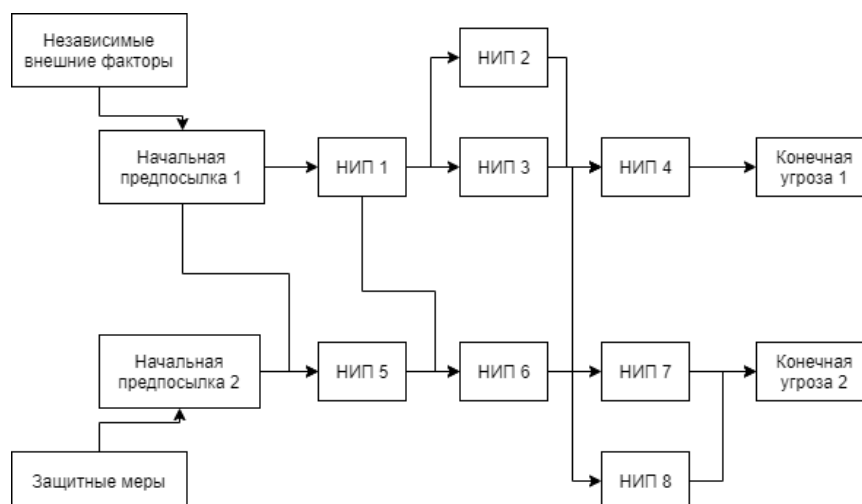 Независимые
внешние факторы
НИП 2
Начальная
предпосылка 1
НИП 1
НИП 3
НИП 4
Конечная
угроза 1
Начальная
предпосылка 2
НИП 5
НИП 6
НИП 7
Конечная
угроза 2
Защитные меры
НИП 8